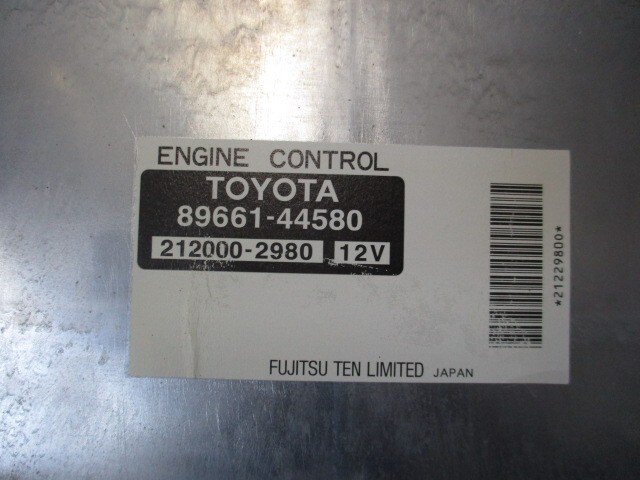 ENGINE CONTROL
TOYOTA
89661-44580
212000-2980 12V
*21229800*
FUJITSU TEN LIMITED JAPAN